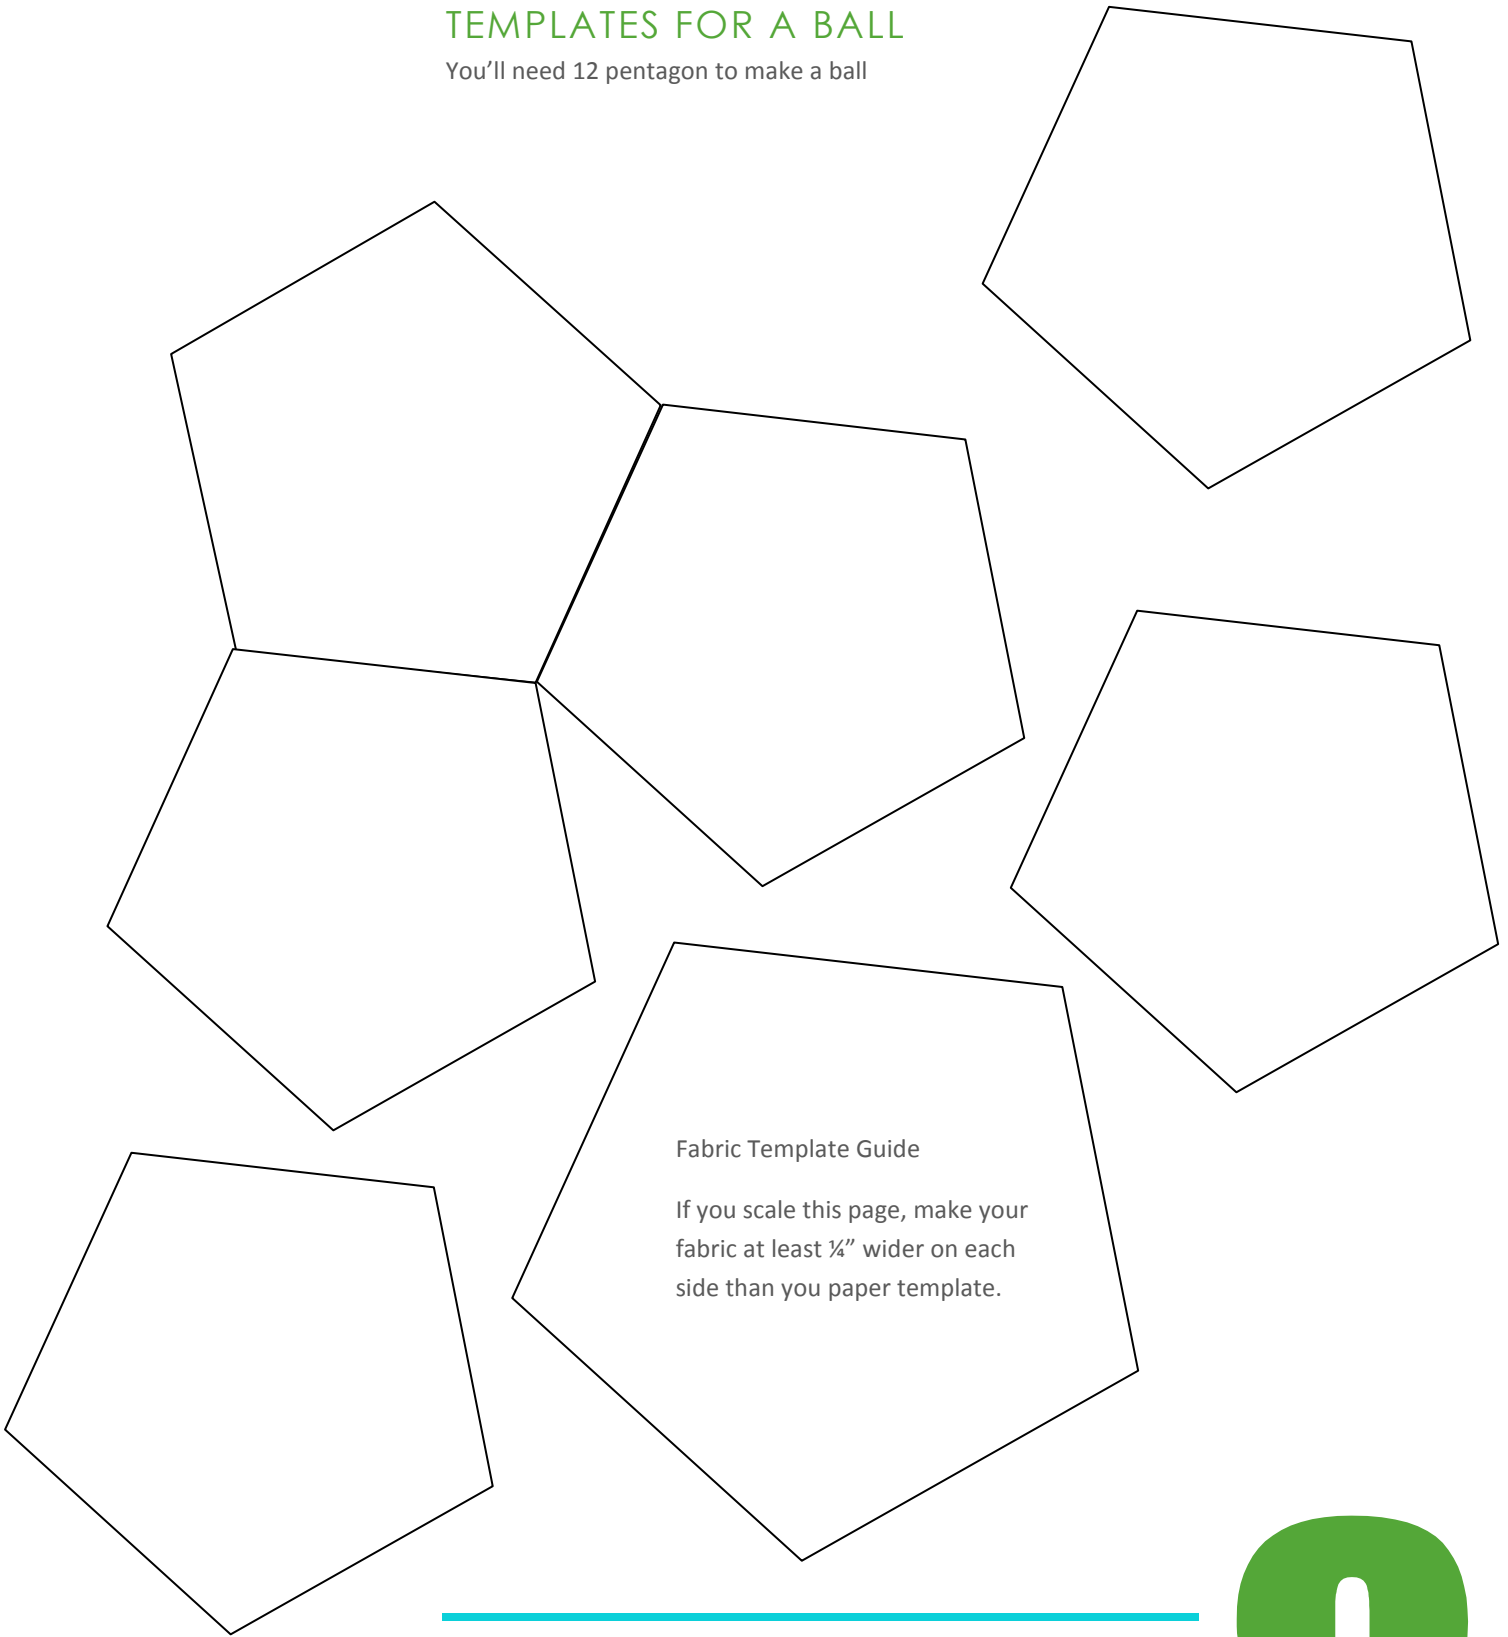 TEMPLATES FOR A BALL
You’ll need 12 pentagon to make a ball
Fabric Template Guide
If you scale this page, make your
fabric at least ¼” wider on each
side than you paper template.